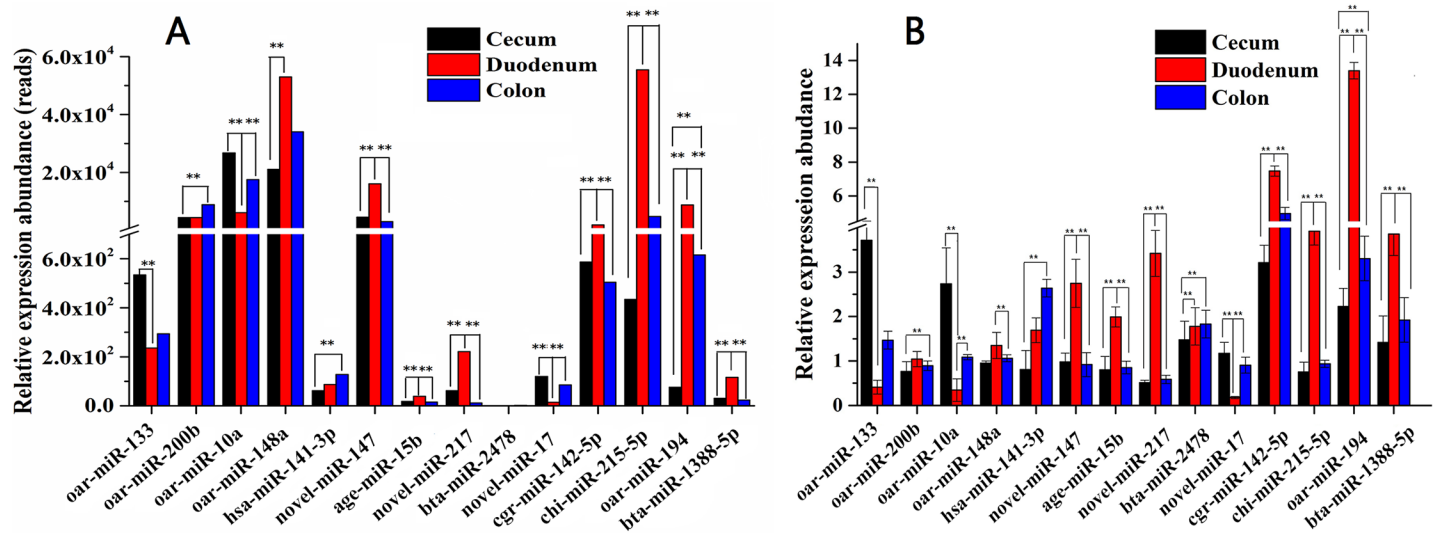 A
Cecum
Duodenum
Colon
Relative expression abundance (reads)
6.0x10⁴
4.0x10⁴
2.0x10⁴
6.0x10²
4.0x10²
2.0x10²
0.0
**
**
** **
**
**
** **
** **
** **
** **
** **
** **
**
** **
** **
oar-miR-133
oar-miR-200b
oar-miR-10a
oar-miR-148a
hsa-miR-141-3p
novel-miR-147
age-miR-15b
novel-miR-217
bta-miR-2478
novel-miR-17
cgr-miR-142-5p
chi-miR-215-5p
oar-miR-194
bta-miR-1388-5p
B
Cecum
Duodenum
Colon
Relative experession abudance
14
12
10
8
6
3
2
1
0
**
**
**
**
**
**
** **
** **
** **
**
**
** **
** **
** **
**
** **
** **
oar-miR-133
oar-miR-200b
oar-miR-10a
oar-miR-148a
hsa-miR-141-3p
novel-miR-147
age-miR-15b
novel-miR-217
bta-miR-2478
novel-miR-17
cgr-miR-142-5p
chi-miR-215-5p
oar-miR-194
bta-miR-1388-5p